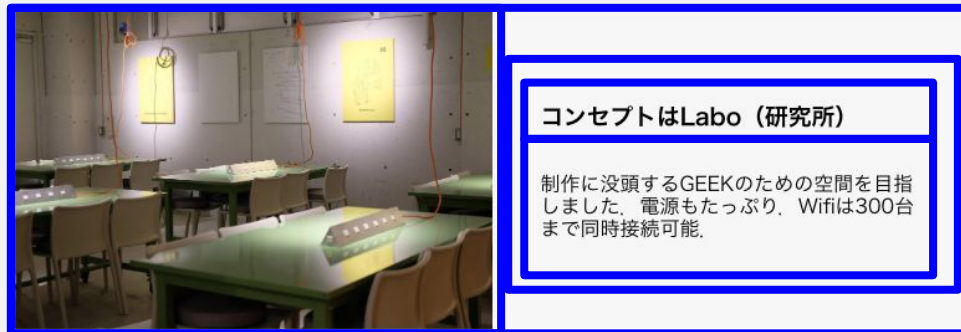 コンセプトはLabo（研究所）
制作に没頭するGEEKのための空間を目指
しました．電源もたっぷり．Wifiは300台
まで同時接続可能．